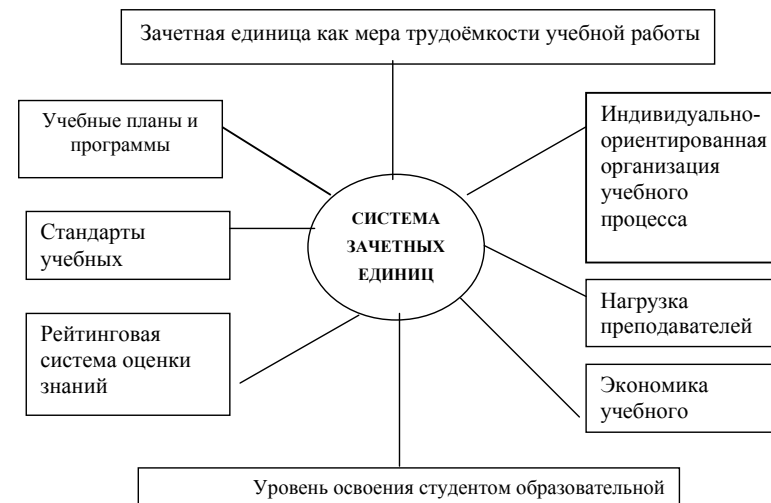 Зачетная единица как мера трудоёмкости учебной работы
Учебные планы и
программы
Стандарты
учебных
Рейтинговая
система оценки
знаний
СИСТЕМА
ЗАЧЕТНЫХ
ЕДИНИЦ
Индивидуально-
ориентированная
организация
учебного
процесса
Нагрузка
преподавателей
Экономика
учебного
Уровень освоения студентом образовательной